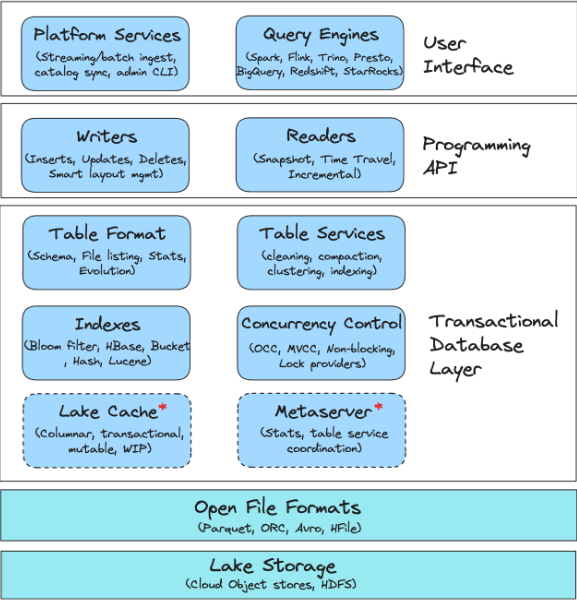 Platform Services
(Streaming/batch ingest,
catalog sync, admin CLI)
Query Engines
(Spark, Flink, Trino, Presto,
BigQuery, Redshift, StarRocks)
User
Interface
Writers
(Inserts, Updates, Deletes,
Smart layout mgmt)
Readers
(Snapshot, Time Travel,
Incremental)
Programming
API
Table Format
(Schema, File listing, Stats,
Evolution)
Table Services
(cleaning, compaction,
clustering, indexing)
Indexes
(Bloom filter, HBase, Bucket
, Hash, Lucene)
Concurrency Control
(OCC, MVCC, Non-blocking,
Lock providers)
Transactional
Database
Layer
Lake Cache*
(Columnar, transactional,
mutable, WIP)
Metaserver*
(Stats, table service
coordination)
Open File Formats
(Parquet, ORC, Avro, HFile)
Lake Storage
(Cloud Object stores, HDFS)